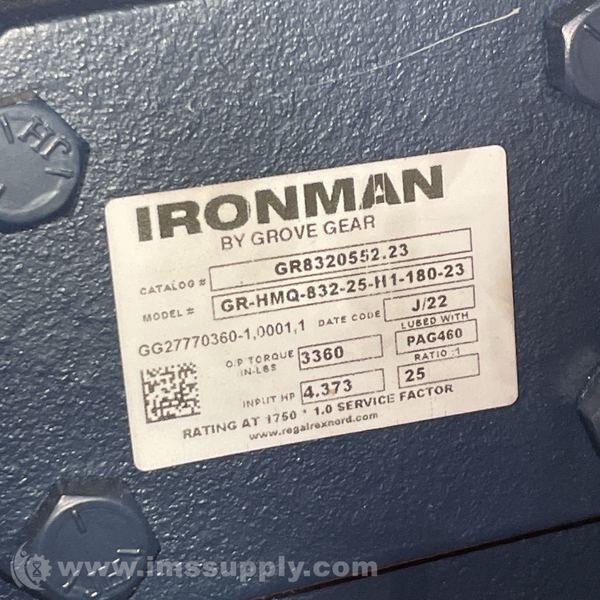 JH
IRONMAN
BY GROVE GEAR
CATALOG # GR8320552.23
MODEL # GR-HMQ-832-25-H1-180-23
GG27770360-1,0001,1 DATE CODE J/22
O/P TORQUE IN-LBS 3360 LUBED WITH PAG460
INPUT HP 4.373 RATIO :1 25
RATING AT 1750 * 1.0 SERVICE FACTOR
www.regalrexnord.com
www.imssupply.com